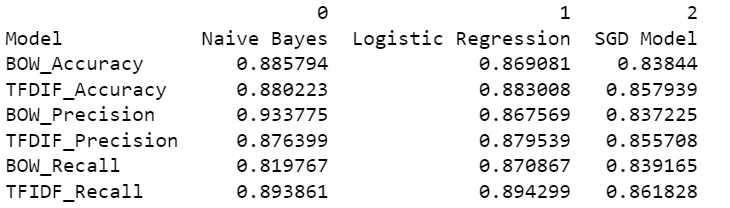 0 1 2
Model Naive Bayes Logistic Regression SGD Model
BOW_Accuracy 0.885794 0.869081 0.83844
TFDIF_Accuracy 0.880223 0.883008 0.857939
BOW_Precision 0.933775 0.867569 0.837225
TFDIF_Precision 0.876399 0.879539 0.855708
BOW_Recall 0.819767 0.870867 0.839165
TFIDF_Recall 0.893861 0.894299 0.861828